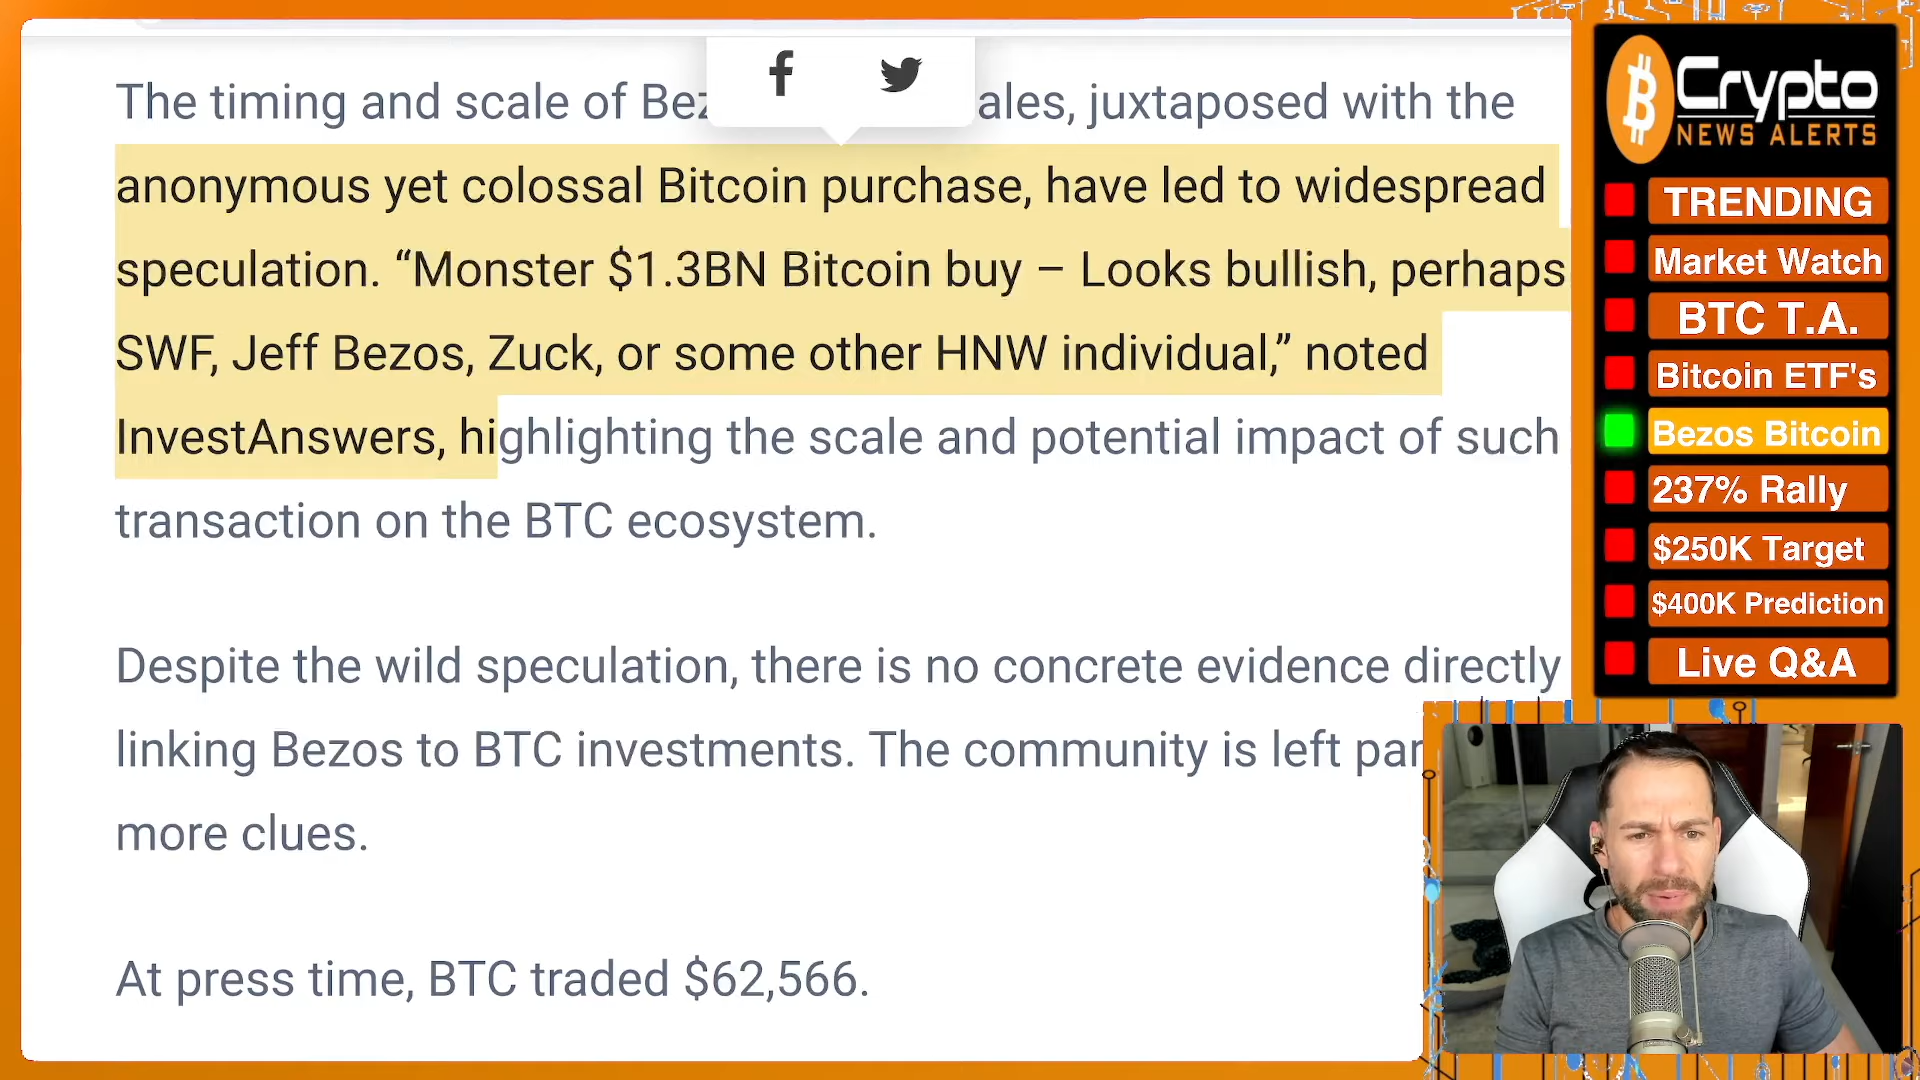 The timing and scale of Bez ales, juxtaposed with the
anonymous yet colossal Bitcoin purchase, have led to widespread
speculation. “Monster $1.3BN Bitcoin buy – Looks bullish, perhaps
SWF, Jeff Bezos, Zuck, or some other HNW individual,” noted
InvestAnswers, highlighting the scale and potential impact of such
transaction on the BTC ecosystem.
Despite the wild speculation, there is no concrete evidence directly
linking Bezos to BTC investments. The community is left par
more clues.
At press time, BTC traded $62,566.
Crypto
NEWS ALERTS
TRENDING
Market Watch
BTC T.A.
Bitcoin ETF's
Bezos Bitcoin
237% Rally
$250K Target
$400K Prediction
Live Q&A